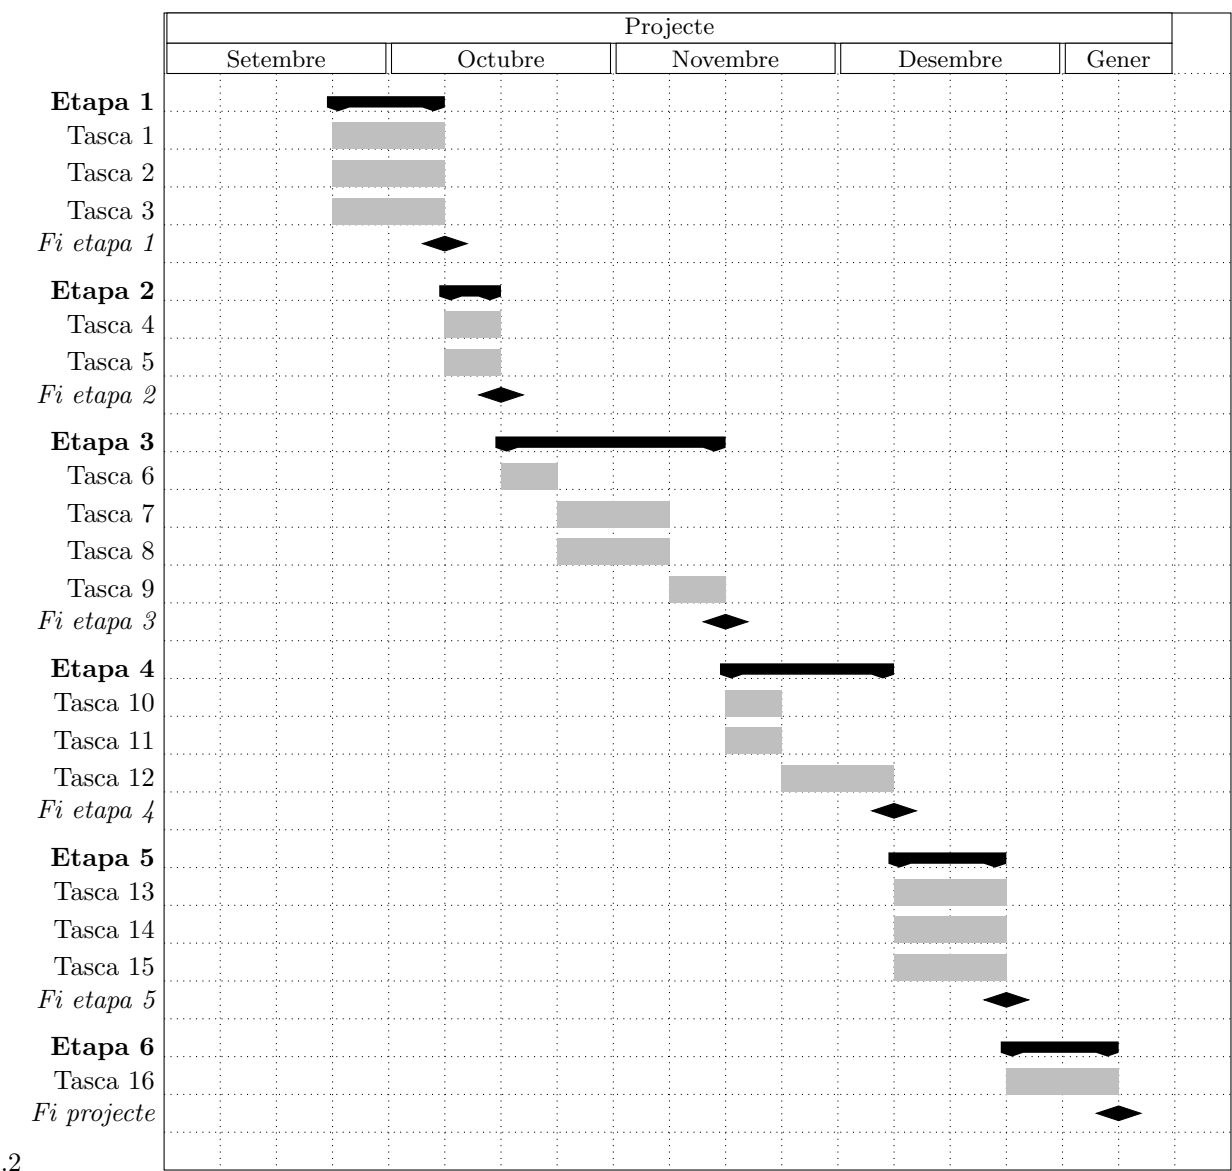 Projecte
Setembre Octubre Novembre Desembre Gener
Etapa 1
Tasca 1
Tasca 2
Tasca 3
Fi etapa 1
Etapa 2
Tasca 4
Tasca 5
Fi etapa 2
Etapa 3
Tasca 6
Tasca 7
Tasca 8
Tasca 9
Fi etapa 3
Etapa 4
Tasca 10
Tasca 11
Tasca 12
Fi etapa 4
Etapa 5
Tasca 13
Tasca 14
Tasca 15
Fi etapa 5
Etapa 6
Tasca 16
Fi projecte
.2